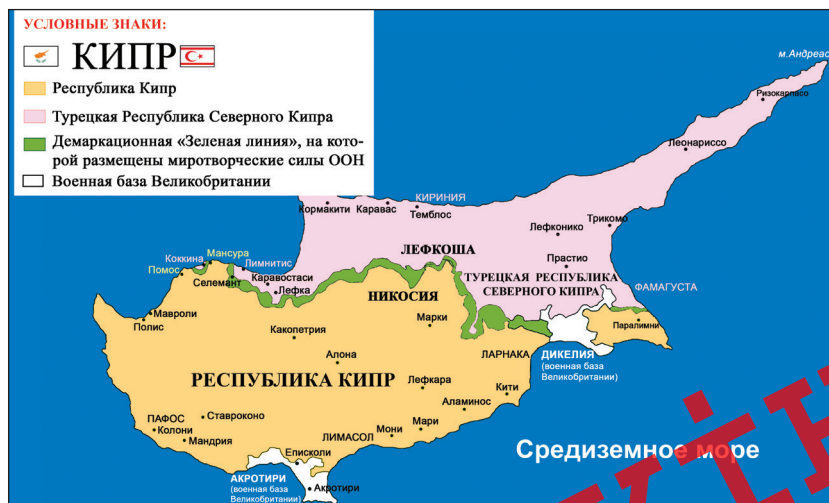 УСЛОВНЫЕ ЗНАКИ:
КИПР
Республика Кипр
Турецкая Республика Северного Кипра
Демаркационная «Зеленая линия», на кото-
рой размещены миротворческие силы ООН
Военная база Великобритании
м.Андреас
Ризокарпасо
Леонариссо
КИРИНИЯ
Кормакити
Каравас
Темблос
Трикомо
Лефконико
ЛЕФКОША
Прастио
ТУРЕЦКАЯ РЕСПУБЛИКА
СЕВЕРНОГО КИПРА
ФАМАГУСТА
Мансура
Коккина
Лимнитис
Помос
Селемант
Каравостаси
Лефка
НИКОСИЯ
Мавроли
Полис
Какопетрия
Марки
Паралимни
Алона
ЛАРНАКА
ДИКЕЛИЯ
(военная база
Великобритании)
РЕСПУБЛИКА КИПР
Лефкара
Кити
Аламинос
ПАФОС
Ставроконо
Колони
Мандрия
Мари
Мони
ЛИМАСОЛ
Еписколи
АКРОТИРИ
(военная база
Великобритании)
Акротири
Средиземное море